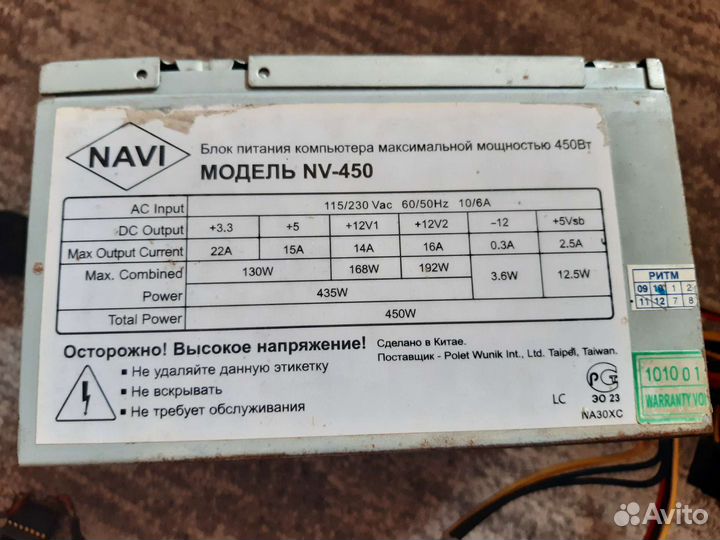 NAVI
Блок питания компьютера максимальной мощностью 450Вт
МОДЕЛЬ NV-450
AC Input 115/230 Vac 60/50Hz 10/6A
DC Output +3.3 +5 +12V1 +12V2 -12 +5Vsb
Max Output Current 22A 15A 14A 16A 0.3A 2.5A
Max. Combined Power 130W 168W 192W 3.6W 12.5W
435W
Total Power 450W
Осторожно! Высокое напряжение!
• Не удаляйте данную этикетку
• Не вскрывать
• Не требует обслуживания
Сделано в Китае.
Поставщик - Polet Wunik Int., Ltd. Taipei, Taiwan.
LC
РСТ
ЭО 23
NA30XC
РИТМ
09 10 1 2
11 12 7 8
101001
WARRANTY VOI
Avito